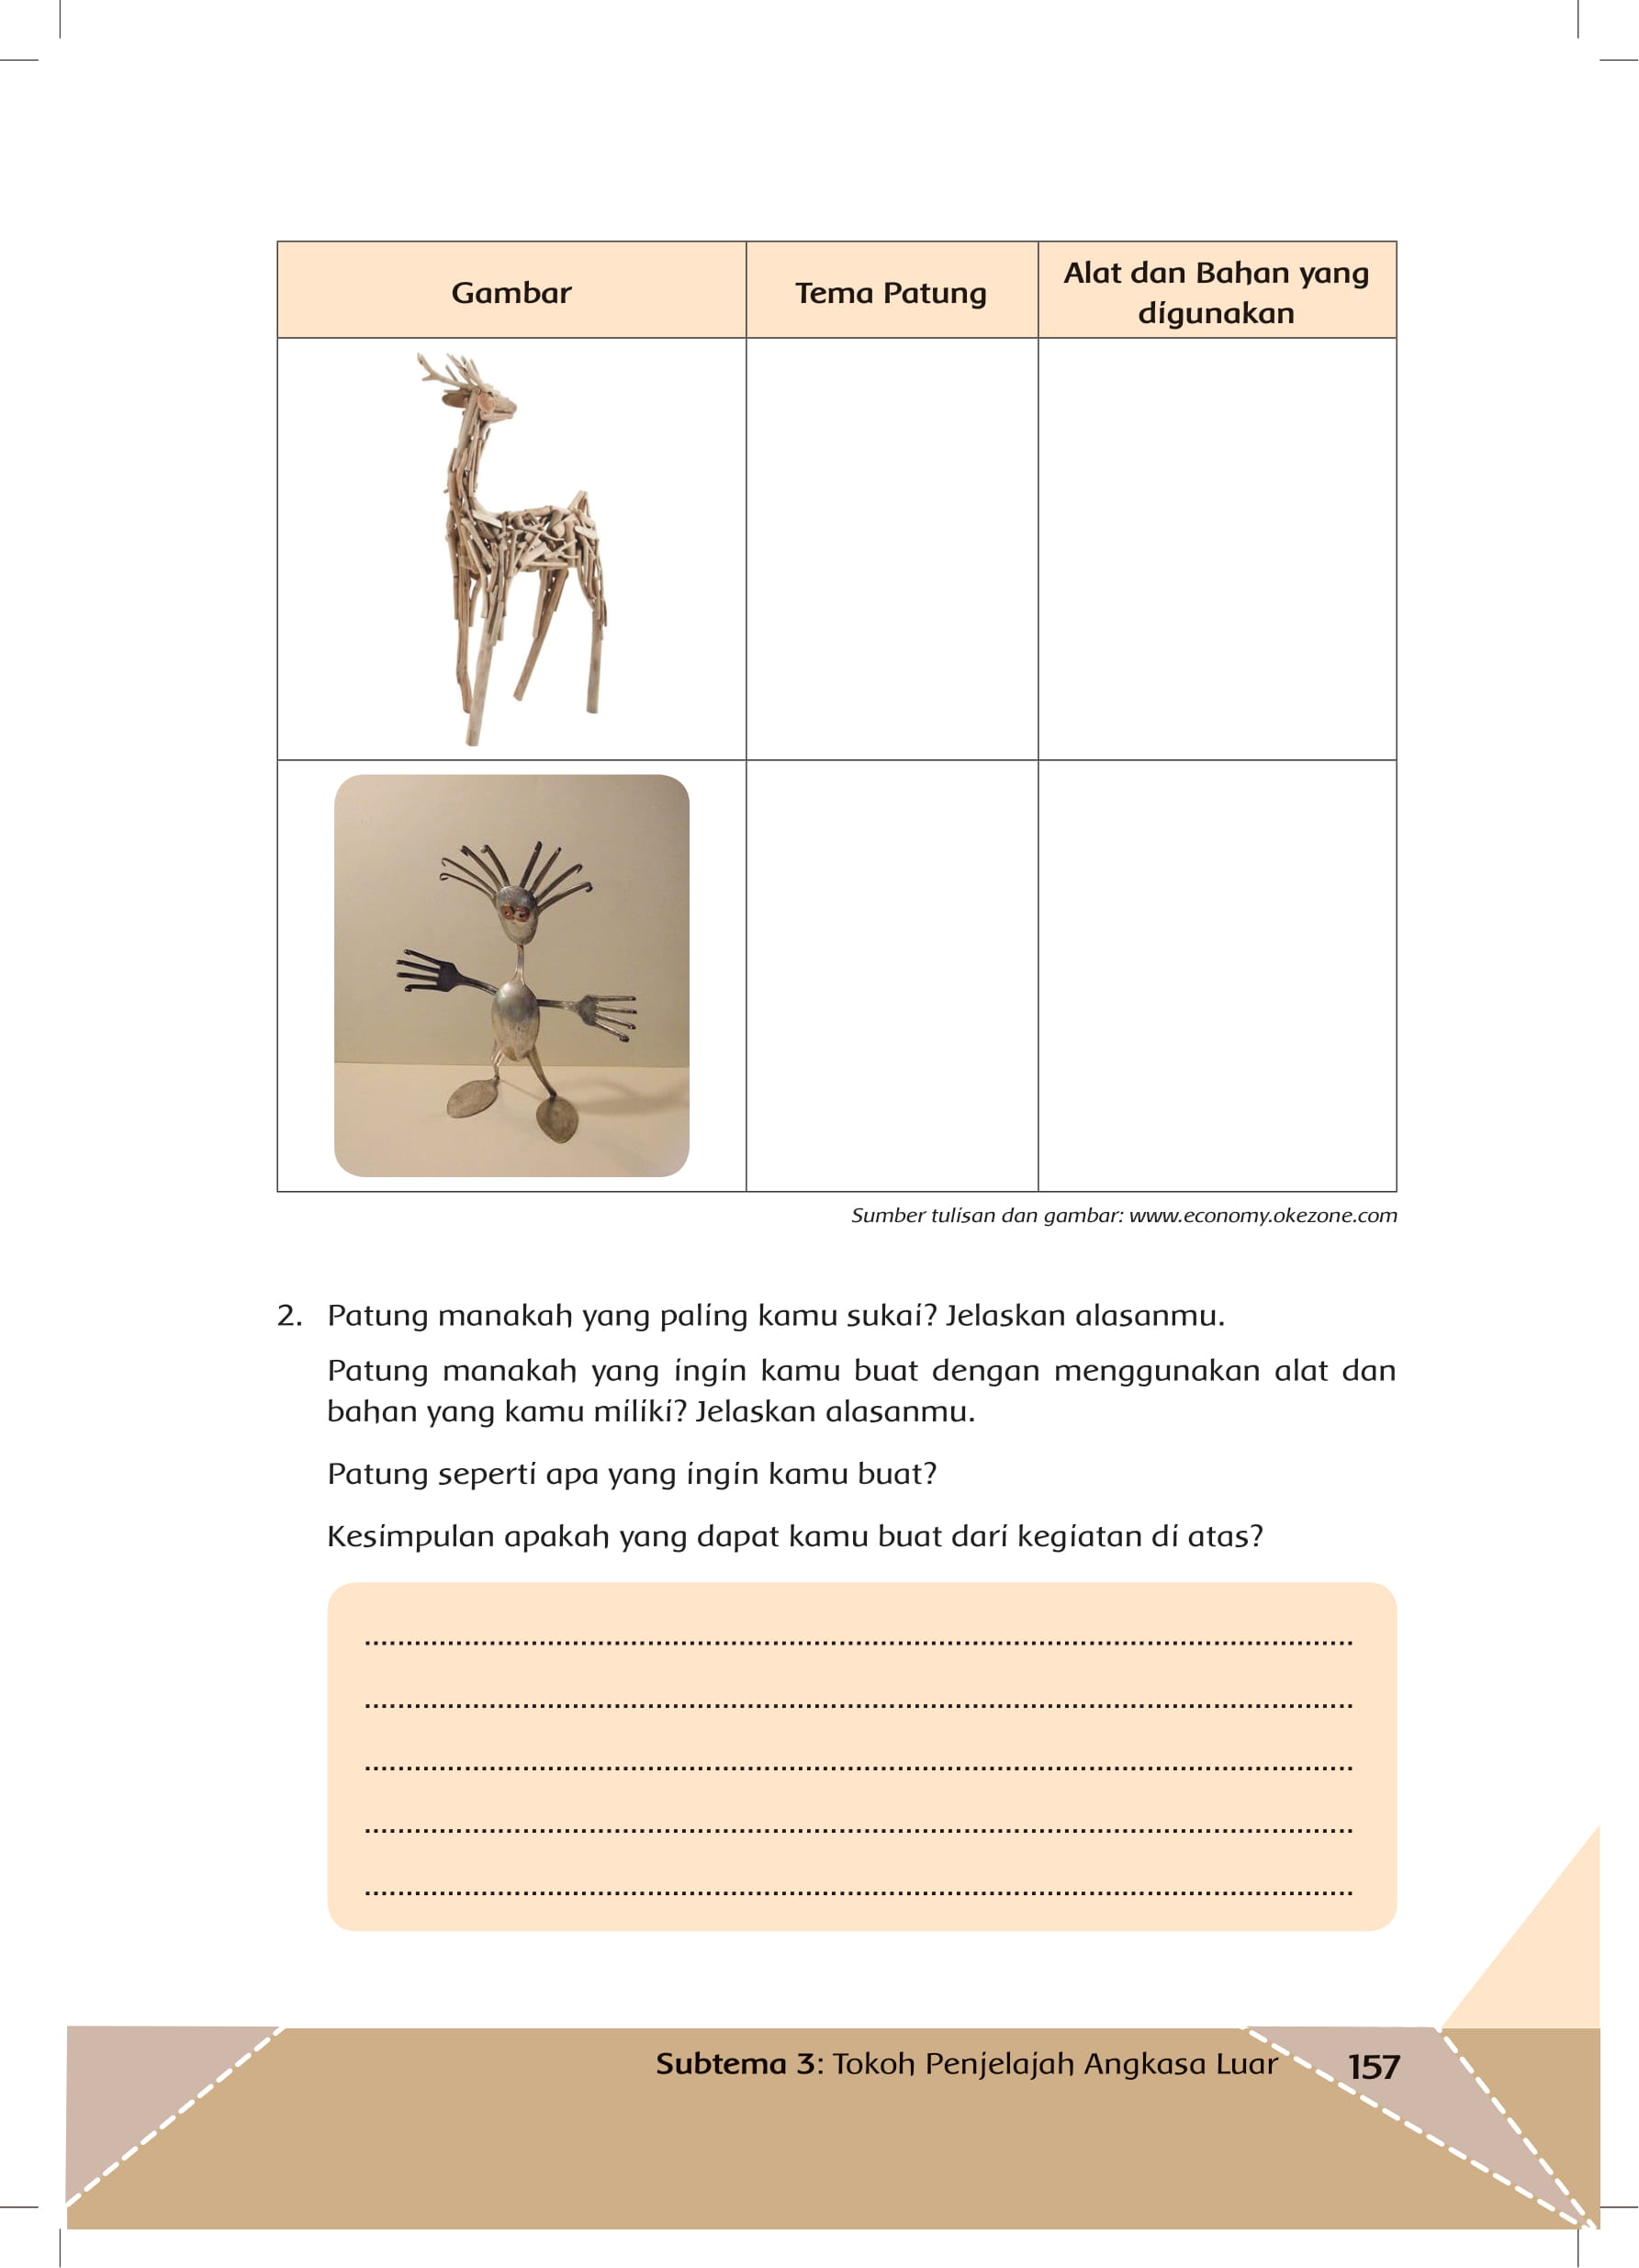 Gambar
Tema Patung
Alat dan Bahan yang
digunakan
Sumber tulisan dan gambar: www.economy.okezone.com
2. Patung manakah yang paling kamu sukai? Jelaskan alasanmu.
Patung manakah yang ingin kamu buat dengan menggunakan alat dan
bahan yang kamu miliki? Jelaskan alasanmu.
Patung seperti apa yang ingin kamu buat?
Kesimpulan apakah yang dapat kamu buat dari kegiatan di atas?
Subtema 3: Tokoh Penjelajah Angkasa Luar
157